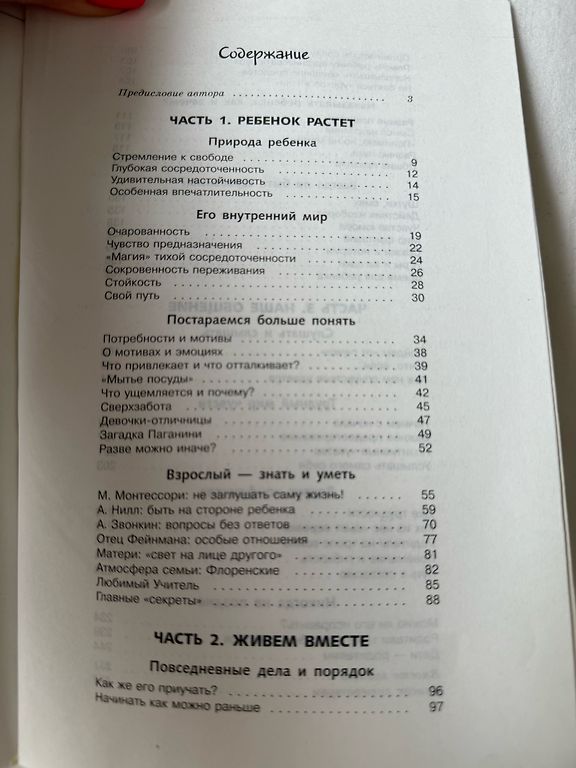 Содержание
Предисловие автора ........................ 3
ЧАСТЬ 1. РЕБЕНОК РАСТЕТ
Природа ребенка
Стремление к свободе ........................ 9
Глубокая сосредоточенность ........................ 12
Удивительная настойчивость ........................ 14
Особенная впечатлительность ........................ 15
Его внутренний мир
Очарованность ........................ 19
Чувство предназначения ........................ 22
«Магия» тихой сосредоточенности ........................ 24
Сокровенность переживания ........................ 26
Стойкость ........................ 28
Свой путь ........................ 30
Постараемся больше понять
Потребности и мотивы ........................ 34
О мотивах и эмоциях ........................ 38
Что привлекает и что отталкивает? ........................ 39
«Мытье посуды» ........................ 41
Что ущемляется и почему? ........................ 42
Сверхзабота ........................ 45
Девочки-отличницы ........................ 47
Загадка Паганини ........................ 49
Разве можно иначе? ........................ 52
Взрослый — знать и уметь
М. Монтессори: не заглушать саму жизнь! ........................ 55
А. Нилл: быть на стороне ребенка ........................ 59
А. Звонкин: вопросы без ответов ........................ 70
Отец Фейнмана: особые отношения ........................ 77
Матери: «свет на лице другого» ........................ 81
Атмосфера семьи: Флоренские ........................ 82
Любимый Учитель ........................ 85
Главные «секреты» ........................ 88
ЧАСТЬ 2. ЖИВЕМ ВМЕСТЕ
Повседневные дела и порядок
Как же его приучать? ........................ 96
Начинать как можно раньше ........................ 97